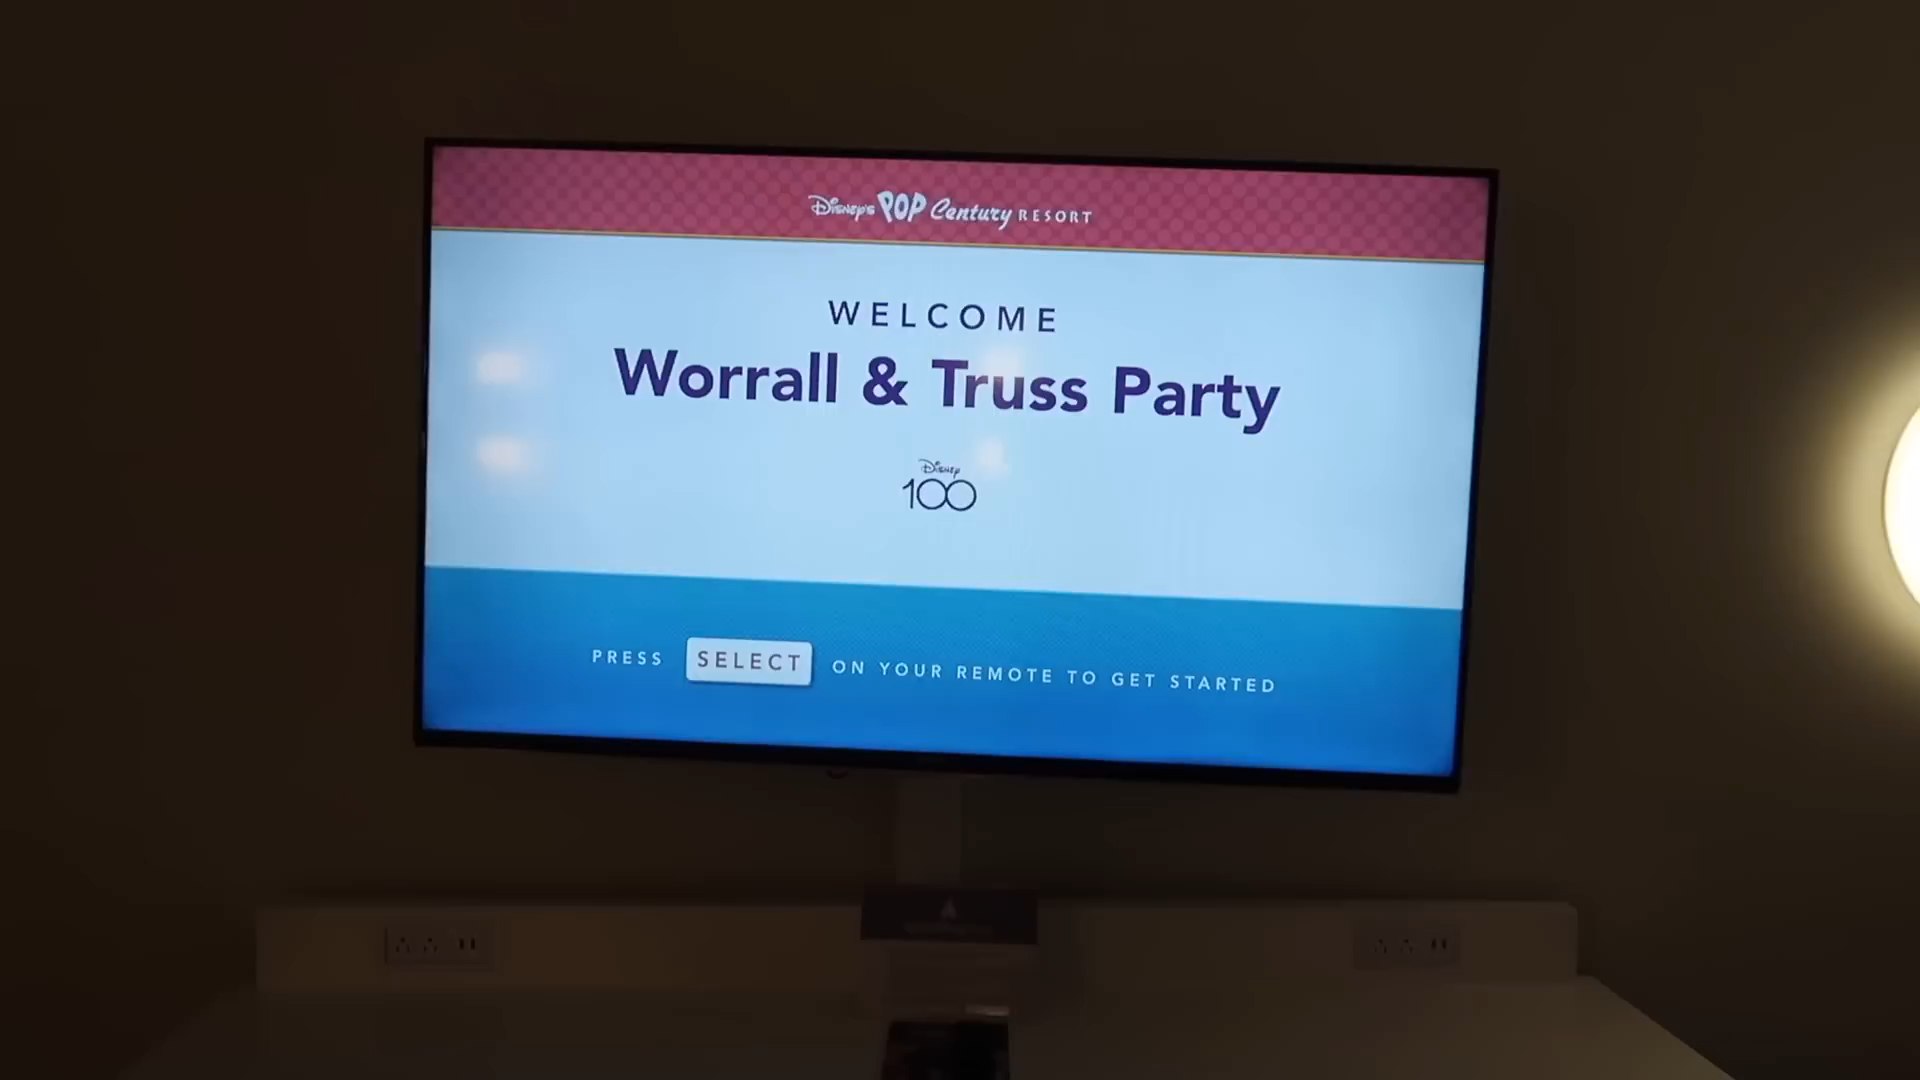 Disney's POP Century RESORT
WELCOME
Worrall & Truss Party
Disney
100
PRESS SELECT ON YOUR REMOTE TO GET STARTED